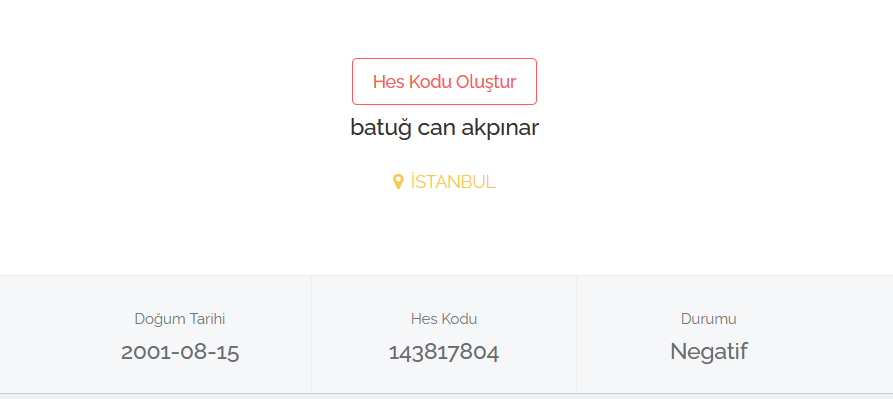 Hes Kodu Oluştur
batuğ can akpınar
İSTANBUL
Doğum Tarihi
2001-08-15
Hes Kodu
143817804
Durumu
Negatif